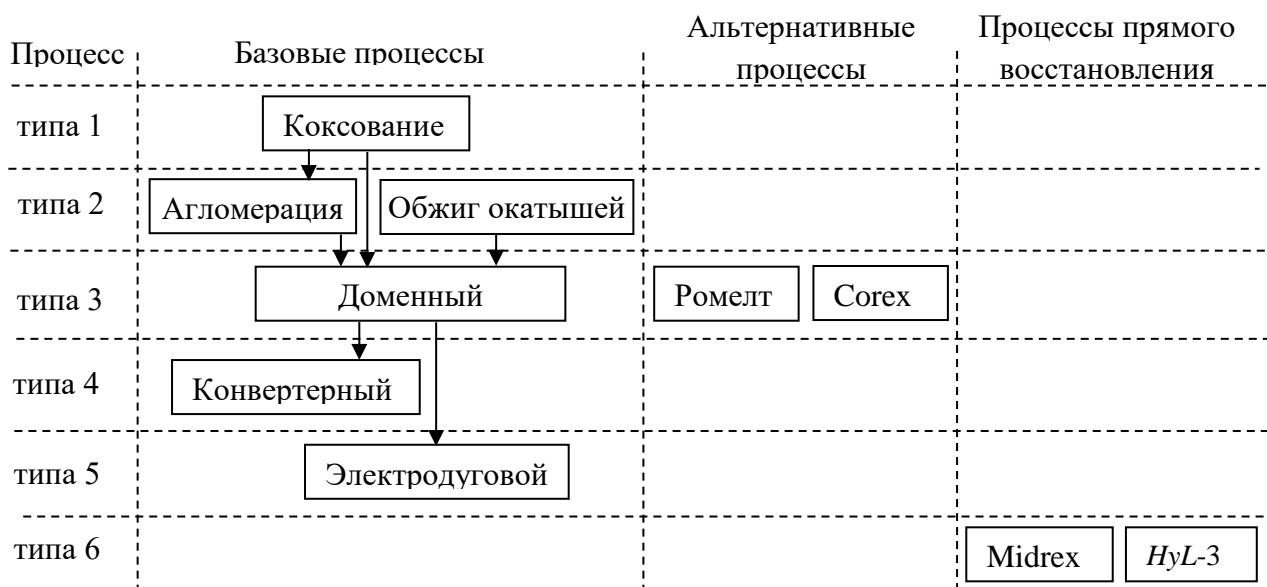 Процесс Базовые процессы Альтернативные процессы Процессы прямого восстановления
типа 1 Коксование
типа 2 Агломерация Обжиг окатышей
типа 3 Доменный Ромелт Corex
типа 4 Конвертерный
типа 5 Электродуговой
типа 6 Midrex HyL-3